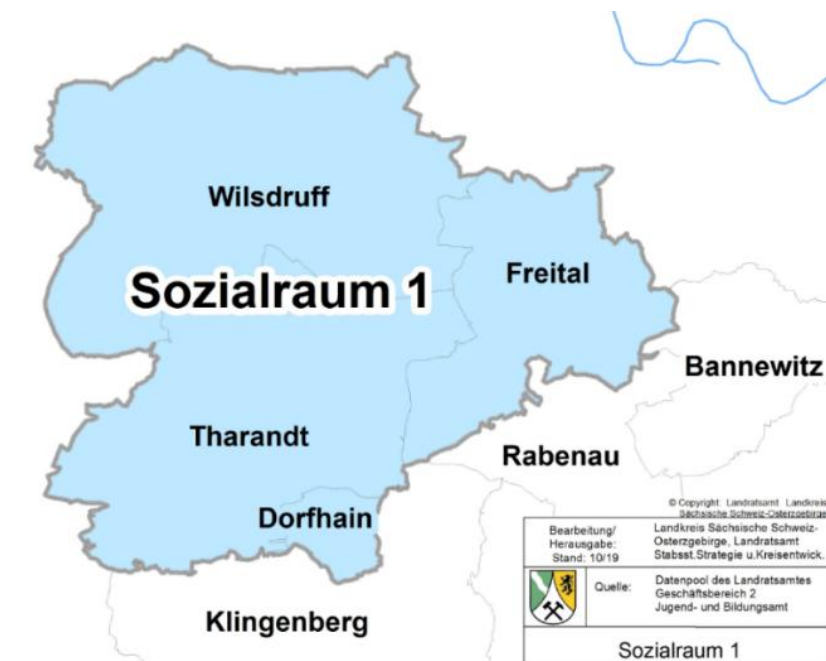 Wilsdruff
Sozialraum 1
Freital
Bannewitz
Tharandt
Rabenau
Dorfhain
Klingenberg
© Copyright: Landratsamt Landkreis
Sächsische Schweiz-Osterzgebirge
Bearbeitung/
Herausgabe:
Stand: 10/19
Landkreis Sächsische Schweiz-
Osterzgebirge, Landratsamt
Stabsst.Strategie u.Kreisentwick.
Quelle:
Datenpool des Landratsamtes
Geschäftsbereich 2
Jugend- und Bildungsamt
Sozialraum 1